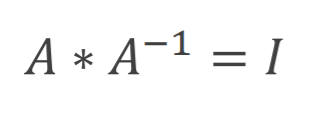 A ∗ A⁻¹ = I